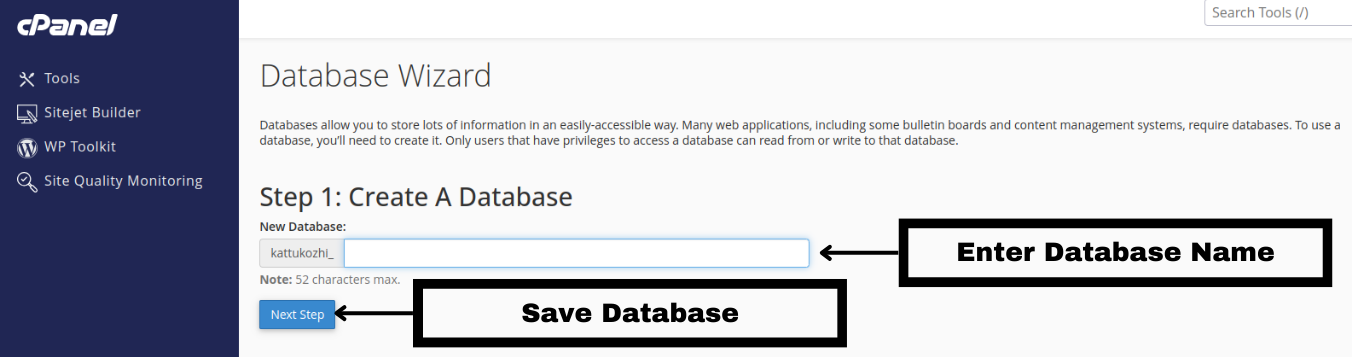 cPanel
Search Tools (/)
Tools
Sitejet Builder
WP Toolkit
Site Quality Monitoring
Database Wizard
Databases allow you to store lots of information in an easily-accessible way. Many web applications, including some bulletin boards and content management systems, require databases. To use a
database, you’ll need to create it. Only users that have privileges to access a database can read from or write to that database.
Step 1: Create A Database
New Database:
kattukozhi_
Enter Database Name
Note: 52 characters max.
Next Step
Save Database